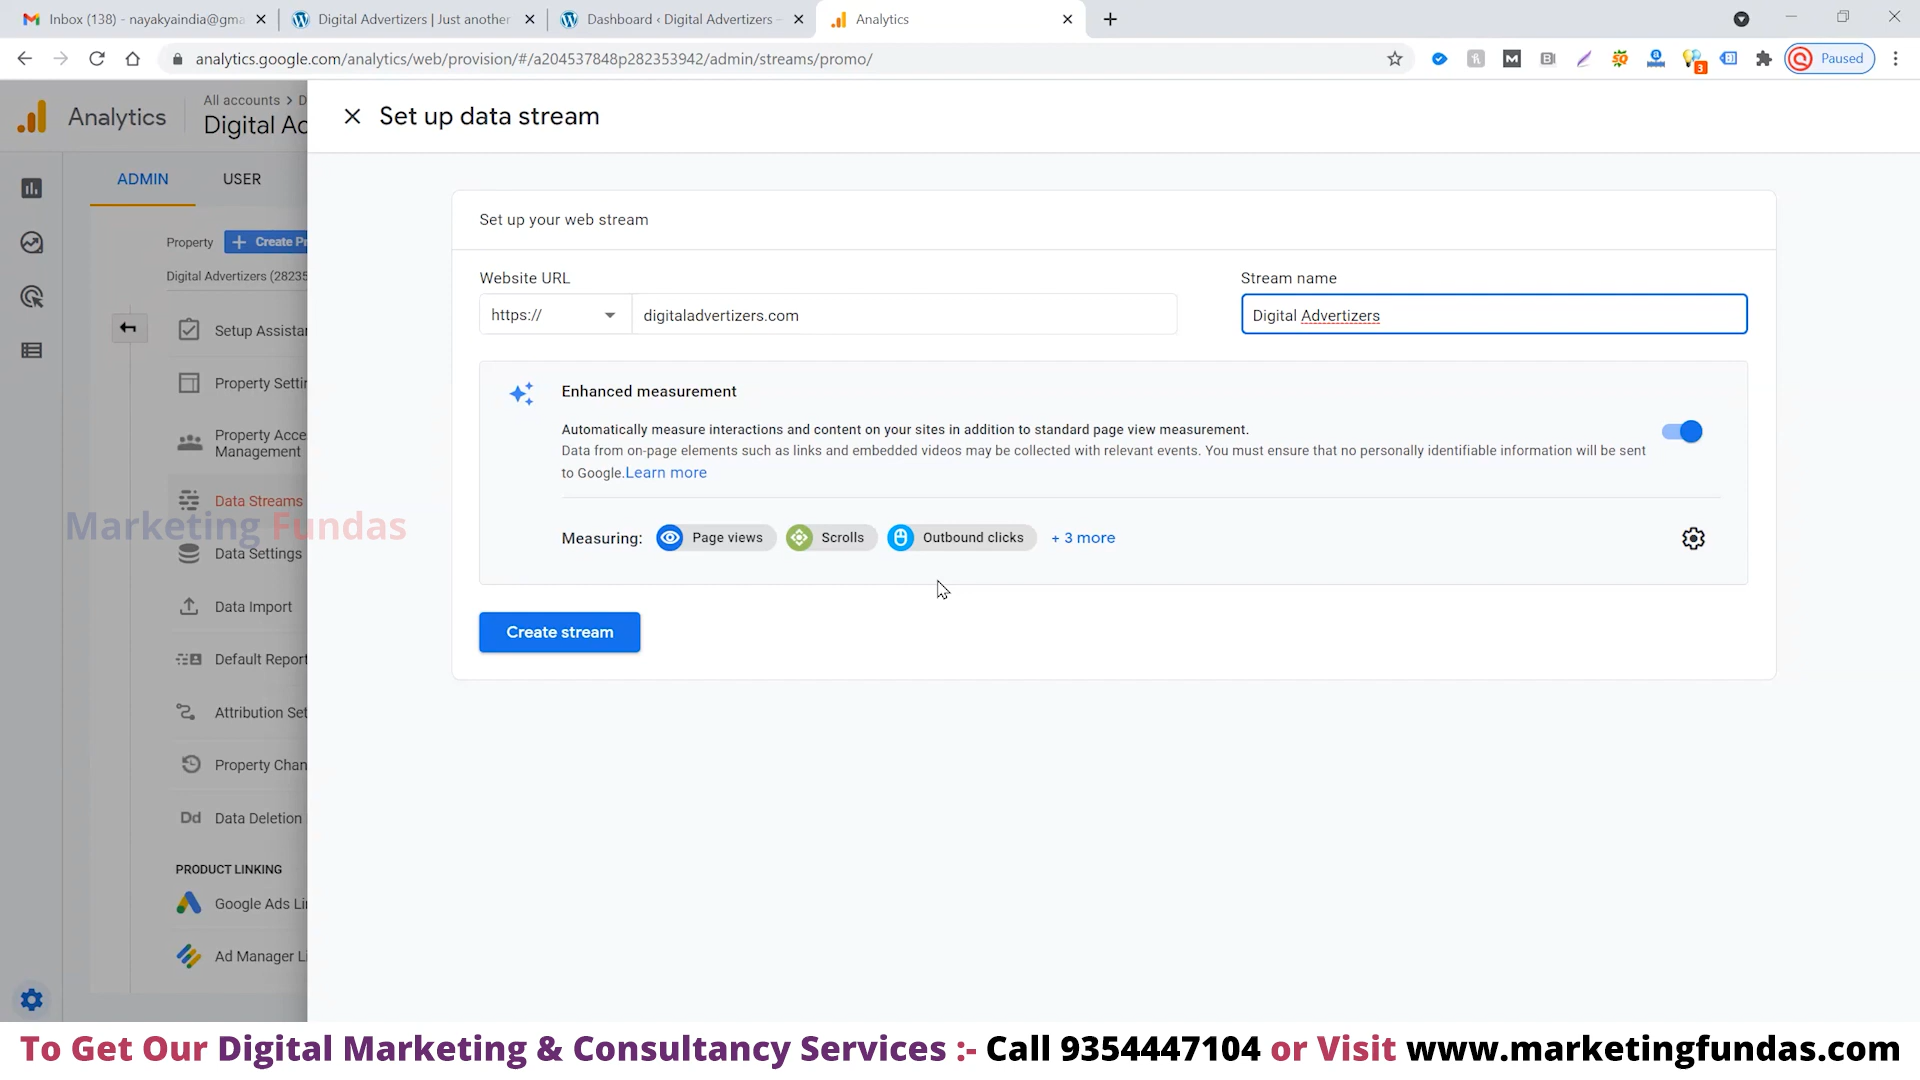 Inbox (138) - nayakyaindia@gma
Digital Advertizers | Just another
Dashboard ‹ Digital Advertizers –
Analytics
analytics.google.com/analytics/web/provision/#/a204537848p282353942/admin/streams/promo/
3
Paused
Analytics
All accounts > D
Digital Ad
Set up data stream
ADMIN
USER
Property
Create Pr
Digital Advertizers (28235
Setup Assistan
Property Settin
Property Acce
Management
Data Streams
Data Settings
Data Import
Default Report
Attribution Set
Property Chan
Dd Data Deletion
PRODUCT LINKING
Google Ads Lin
Ad Manager Li
Set up your web stream
Website URL
Stream name
https://
digitaladvertizers.com
Digital Advertizers
Enhanced measurement
Automatically measure interactions and content on your sites in addition to standard page view measurement.
Data from on-page elements such as links and embedded videos may be collected with relevant events. You must ensure that no personally identifiable information will be sent
to Google.Learn more
Measuring:
Page views
Scrolls
Outbound clicks
+ 3 more
Create stream
Marketing Fundas
To Get Our Digital Marketing & Consultancy Services :- Call 9354447104 or Visit www.marketingfundas.com